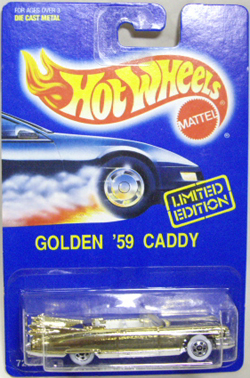 FOR AGES OVER 3
DIE CAST METAL
Hot Wheels
MATTEL
LIMITED
EDITION
GOLDEN '59 CADDY